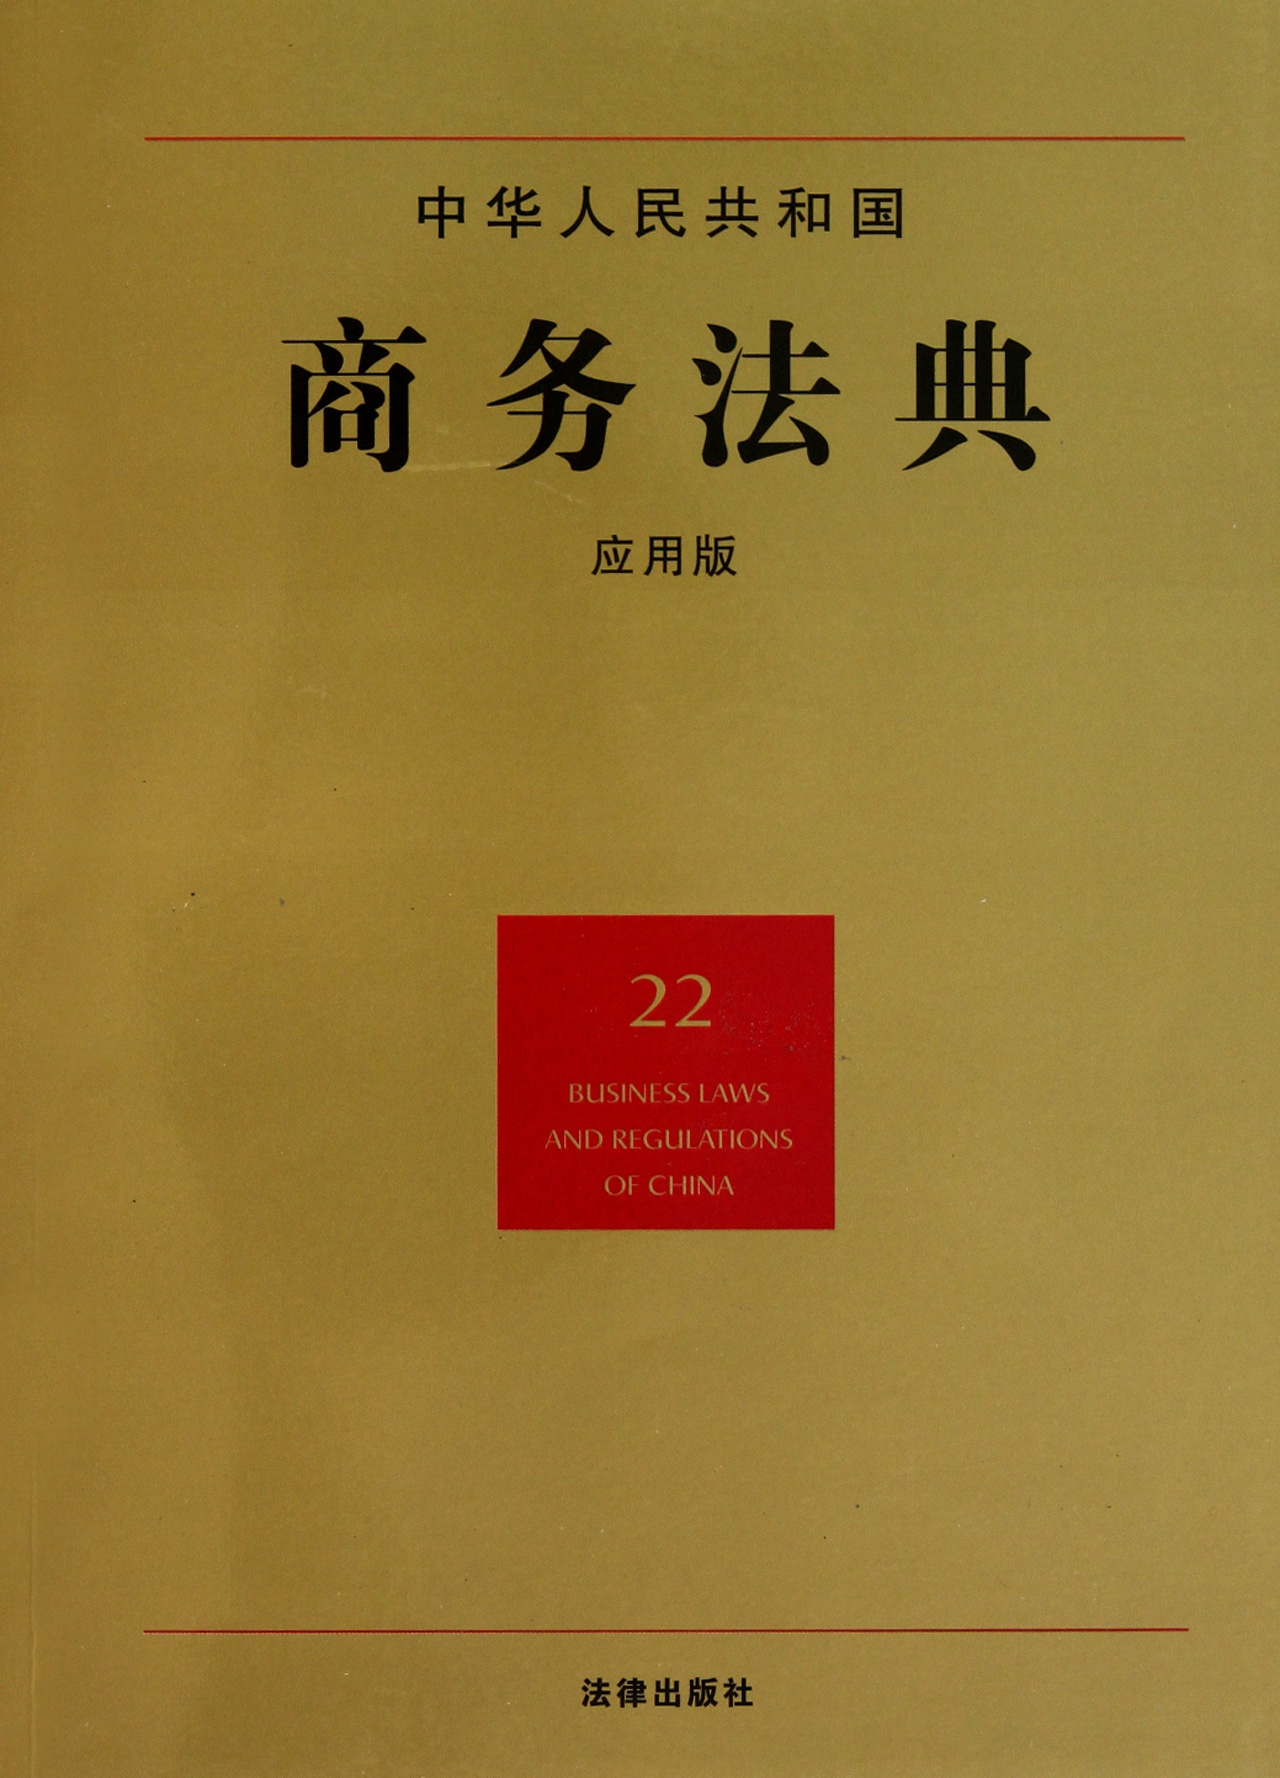 中华人民共和国
商务法典
应用版
22
BUSINESS LAWS
AND REGULATIONS
OF CHINA
法律出版社